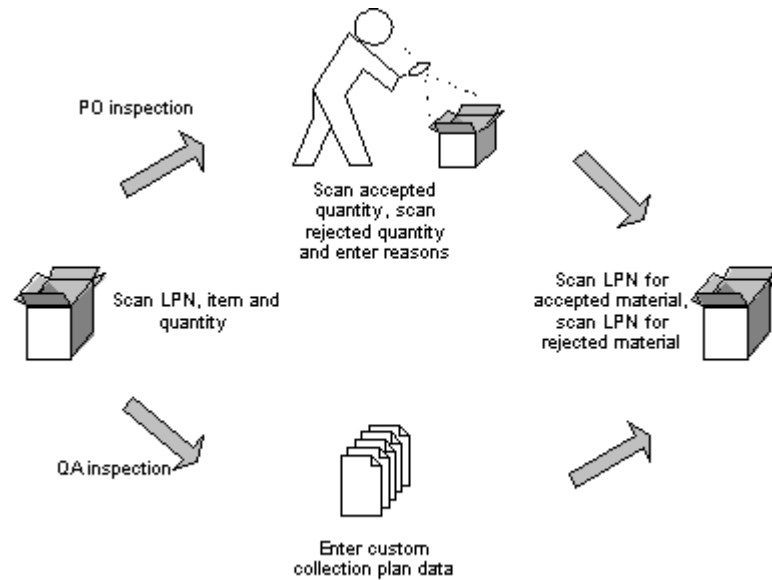 PO inspection
Scan accepted
quantity, scan
rejected quantity
and enter reasons
Scan LPN, item and
quantity
Scan LPN for
accepted material,
scan LPN for
rejected material
QA inspection
Enter custom
collection plan data